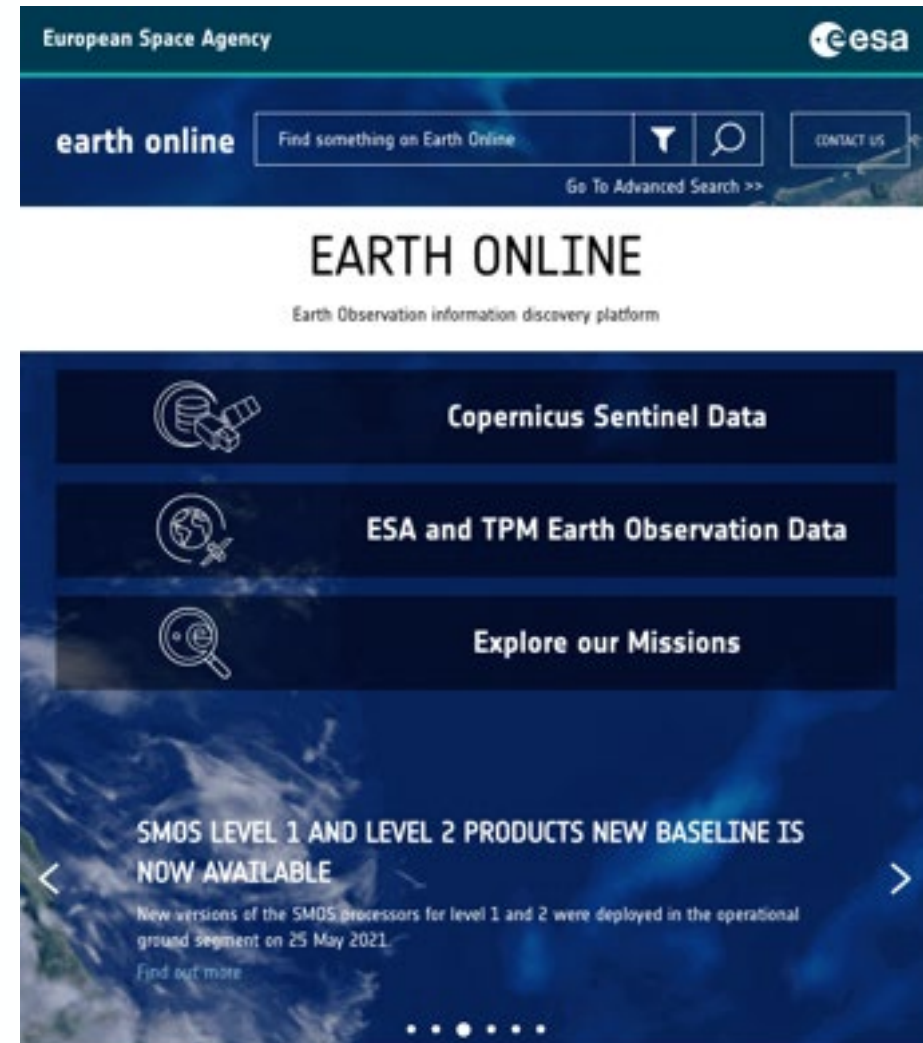 European Space Agency
esa
earth online
Find something on Earth Online
CONTACT US
Go To Advanced Search >>
EARTH ONLINE
Earth Observation information discovery platform
Copernicus Sentinel Data
ESA and TPM Earth Observation Data
Explore our Missions
SMOS LEVEL 1 AND LEVEL 2 PRODUCTS NEW BASELINE IS
NOW AVAILABLE
New versions of the SMOS processors for level 1 and 2 were deployed in the operational
ground segment on 25 May 2021.
Find out more